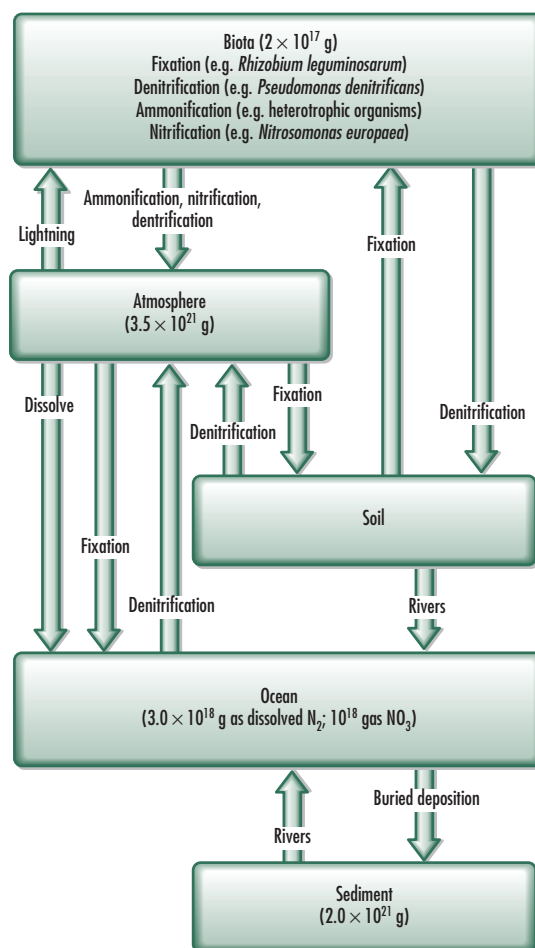 Biota (2 × 10¹⁷ g)
Fixation (e.g. Rhizobium leguminosarum)
Denitrification (e.g. Pseudomonas denitrificans)
Ammonification (e.g. heterotrophic organisms)
Nitrification (e.g. Nitrosomonas europaea)
Lightning
Ammonification, nitrification,
dentrification
Fixation
Denitrification
Atmosphere
(3.5 × 10²¹ g)
Dissolve
Fixation
Denitrification
Denitrification
Fixation
Soil
Rivers
Ocean
(3.0 × 10¹⁸ g as dissolved N₂; 10¹⁸ gas NO₃)
Rivers
Buried deposition
Sediment
(2.0 × 10²¹ g)